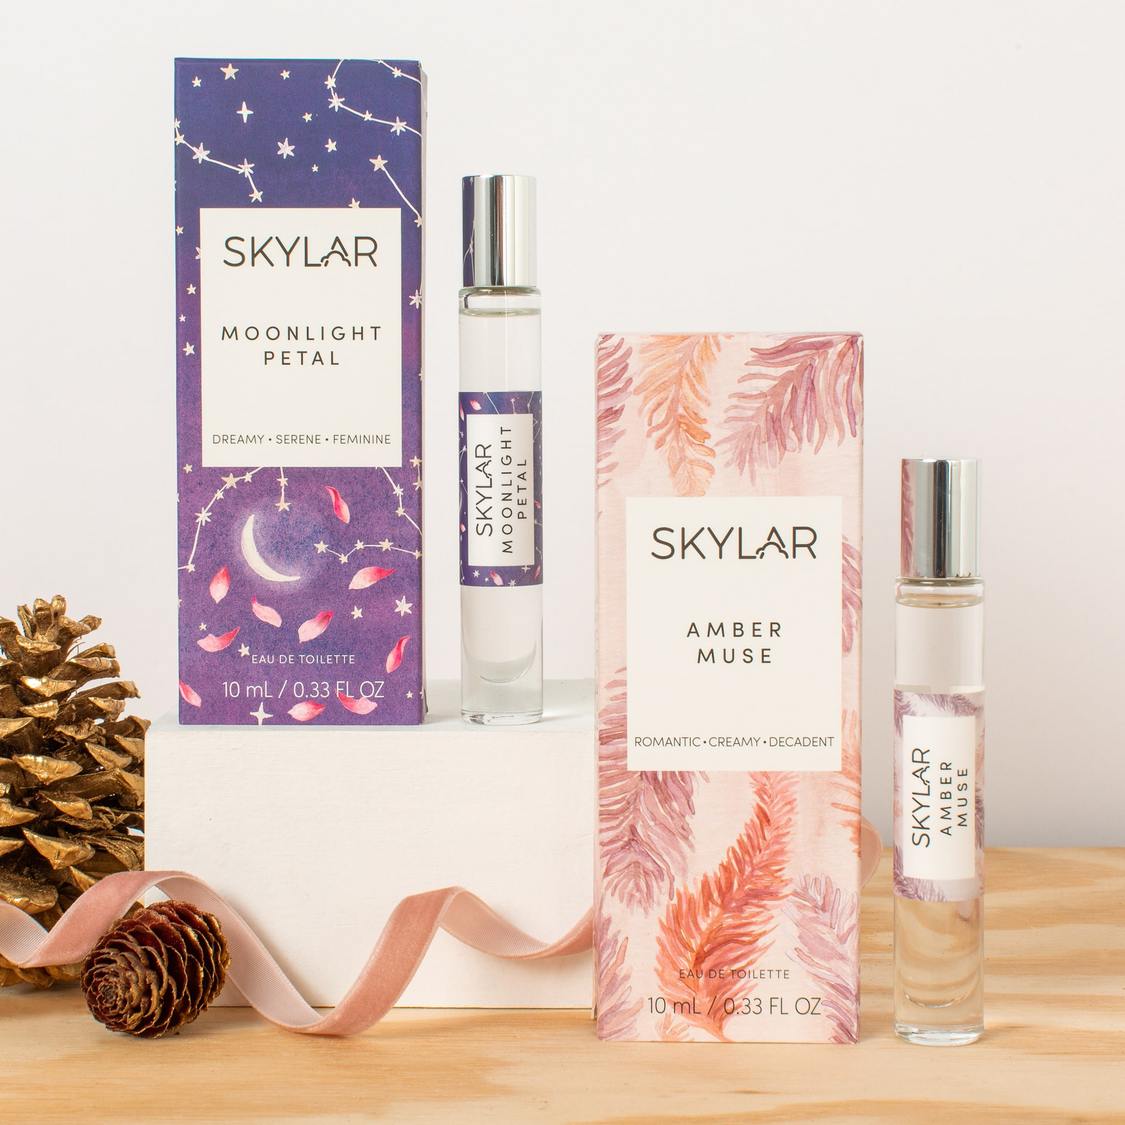 SKYLAR
MOONLIGHT
PETAL
DREAMY • SERENE • FEMININE
EAU DE TOILETTE
10 mL / 0.33 FL OZ
SKYLAR
MOONLIGHT
PETAL
SKYLAR
AMBER
MUSE
ROMANTIC • CREAMY • DECADENT
EAU DE TOILETTE
10 mL / 0.33 FL OZ
SKYLAR
AMBER
MUSE